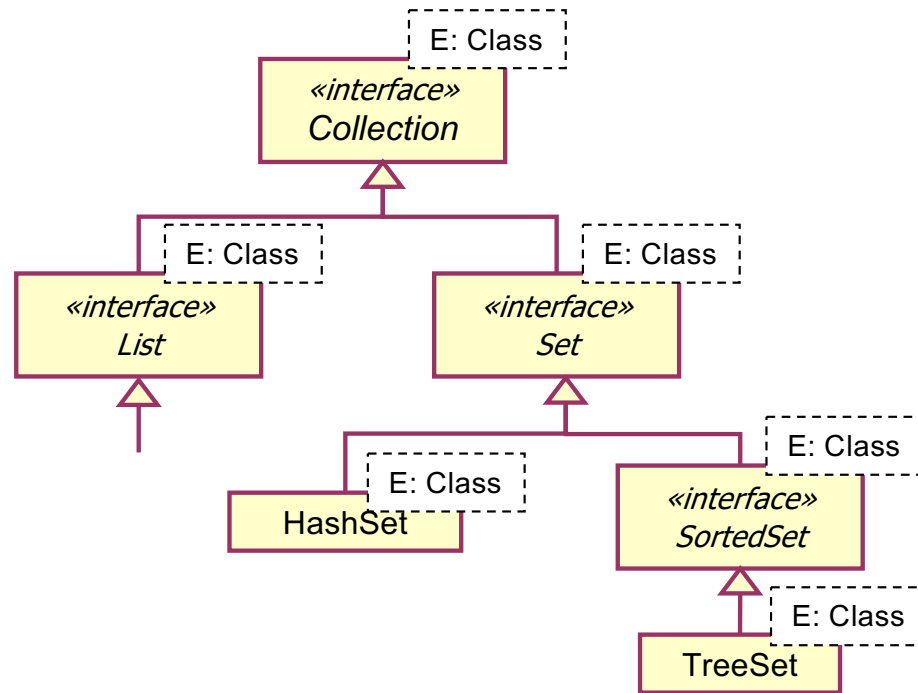 E: Class
«interface»
Collection
E: Class
«interface»
List
E: Class
«interface»
Set
E: Class
HashSet
E: Class
«interface»
SortedSet
E: Class
TreeSet